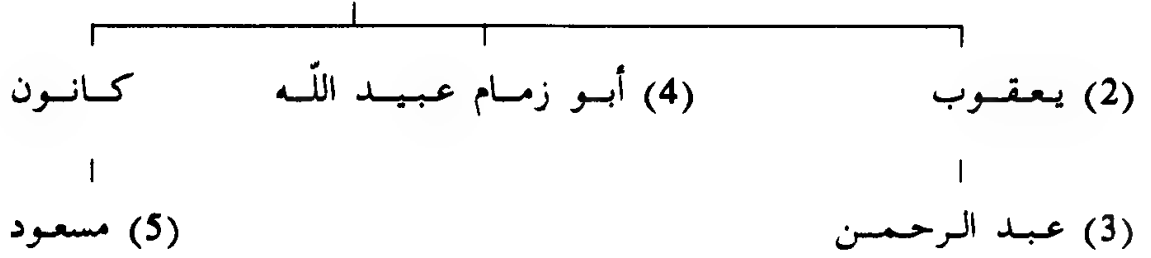 (2) يعقوب (4) أبو زمام عبيد اللّه كانون
(3) عبد الرحمن (5) مسعود